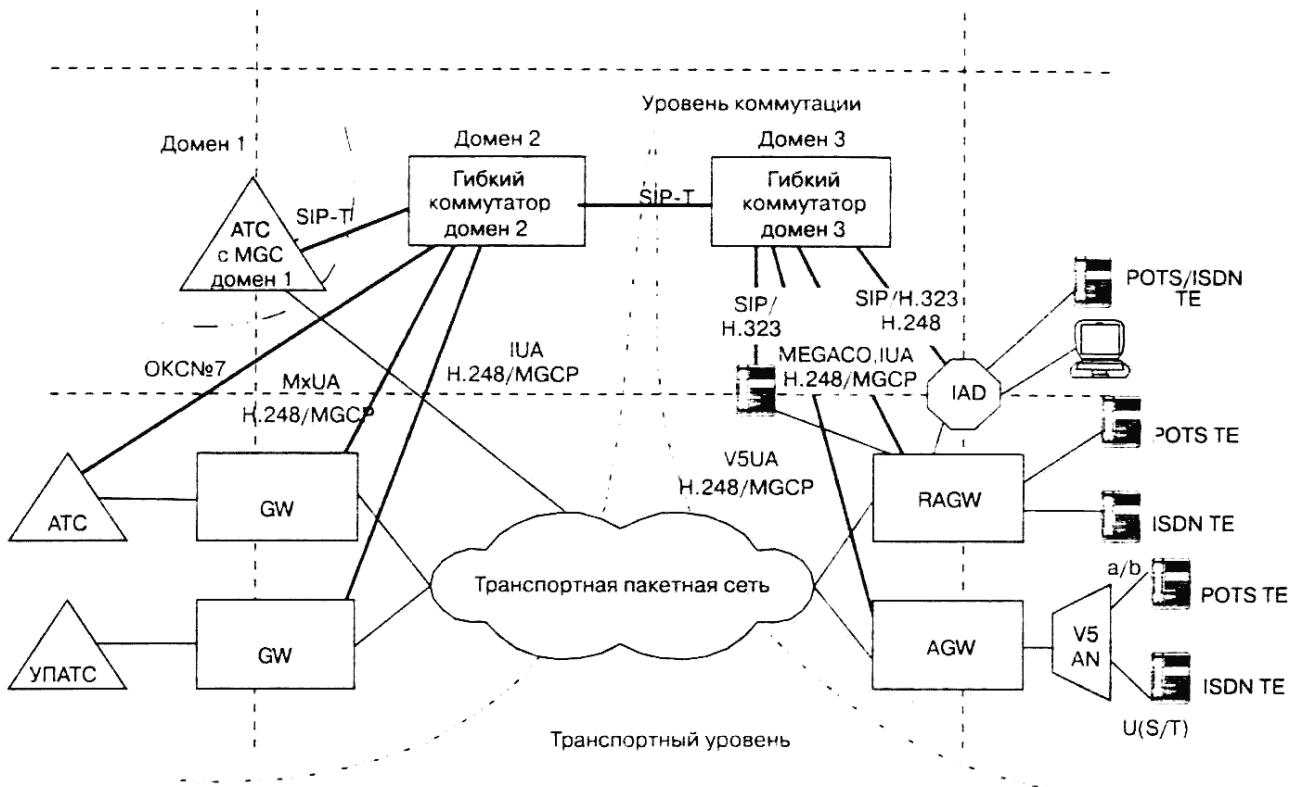 Уровень коммутации
Домен 1
Домен 2
Домен 3
Гибкий
коммутатор
домен 2
Гибкий
коммутатор
домен 3
SIP-T
SIP-T
АТС
с MGC
домен 1
POTS/ISDN
TE
SIP/
H.323
SIP/H.323
H.248
ОКС№7
MxUA
H.248/MGCP
IUA
H.248/MGCP
MEGACO,IUA
H.248/MGCP
IAD
POTS TE
V5UA
H.248/MGCP
АТС
GW
RAGW
ISDN TE
Транспортная пакетная сеть
a/b
POTS TE
УПАТС
GW
AGW
V5
AN
ISDN TE
U(S/T)
Транспортный уровень